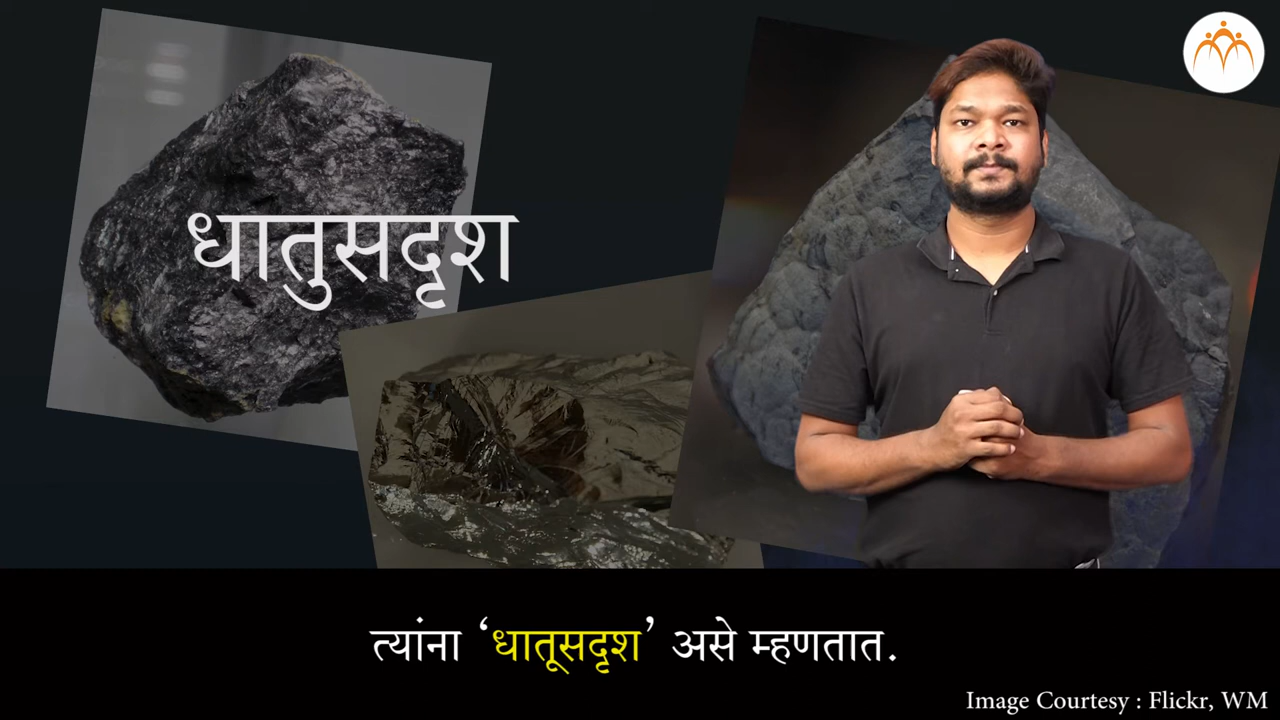 धातुसदृश
त्यांना ‘धातूसदृश’ असे म्हणतात.
Image Courtesy : Flickr, WM